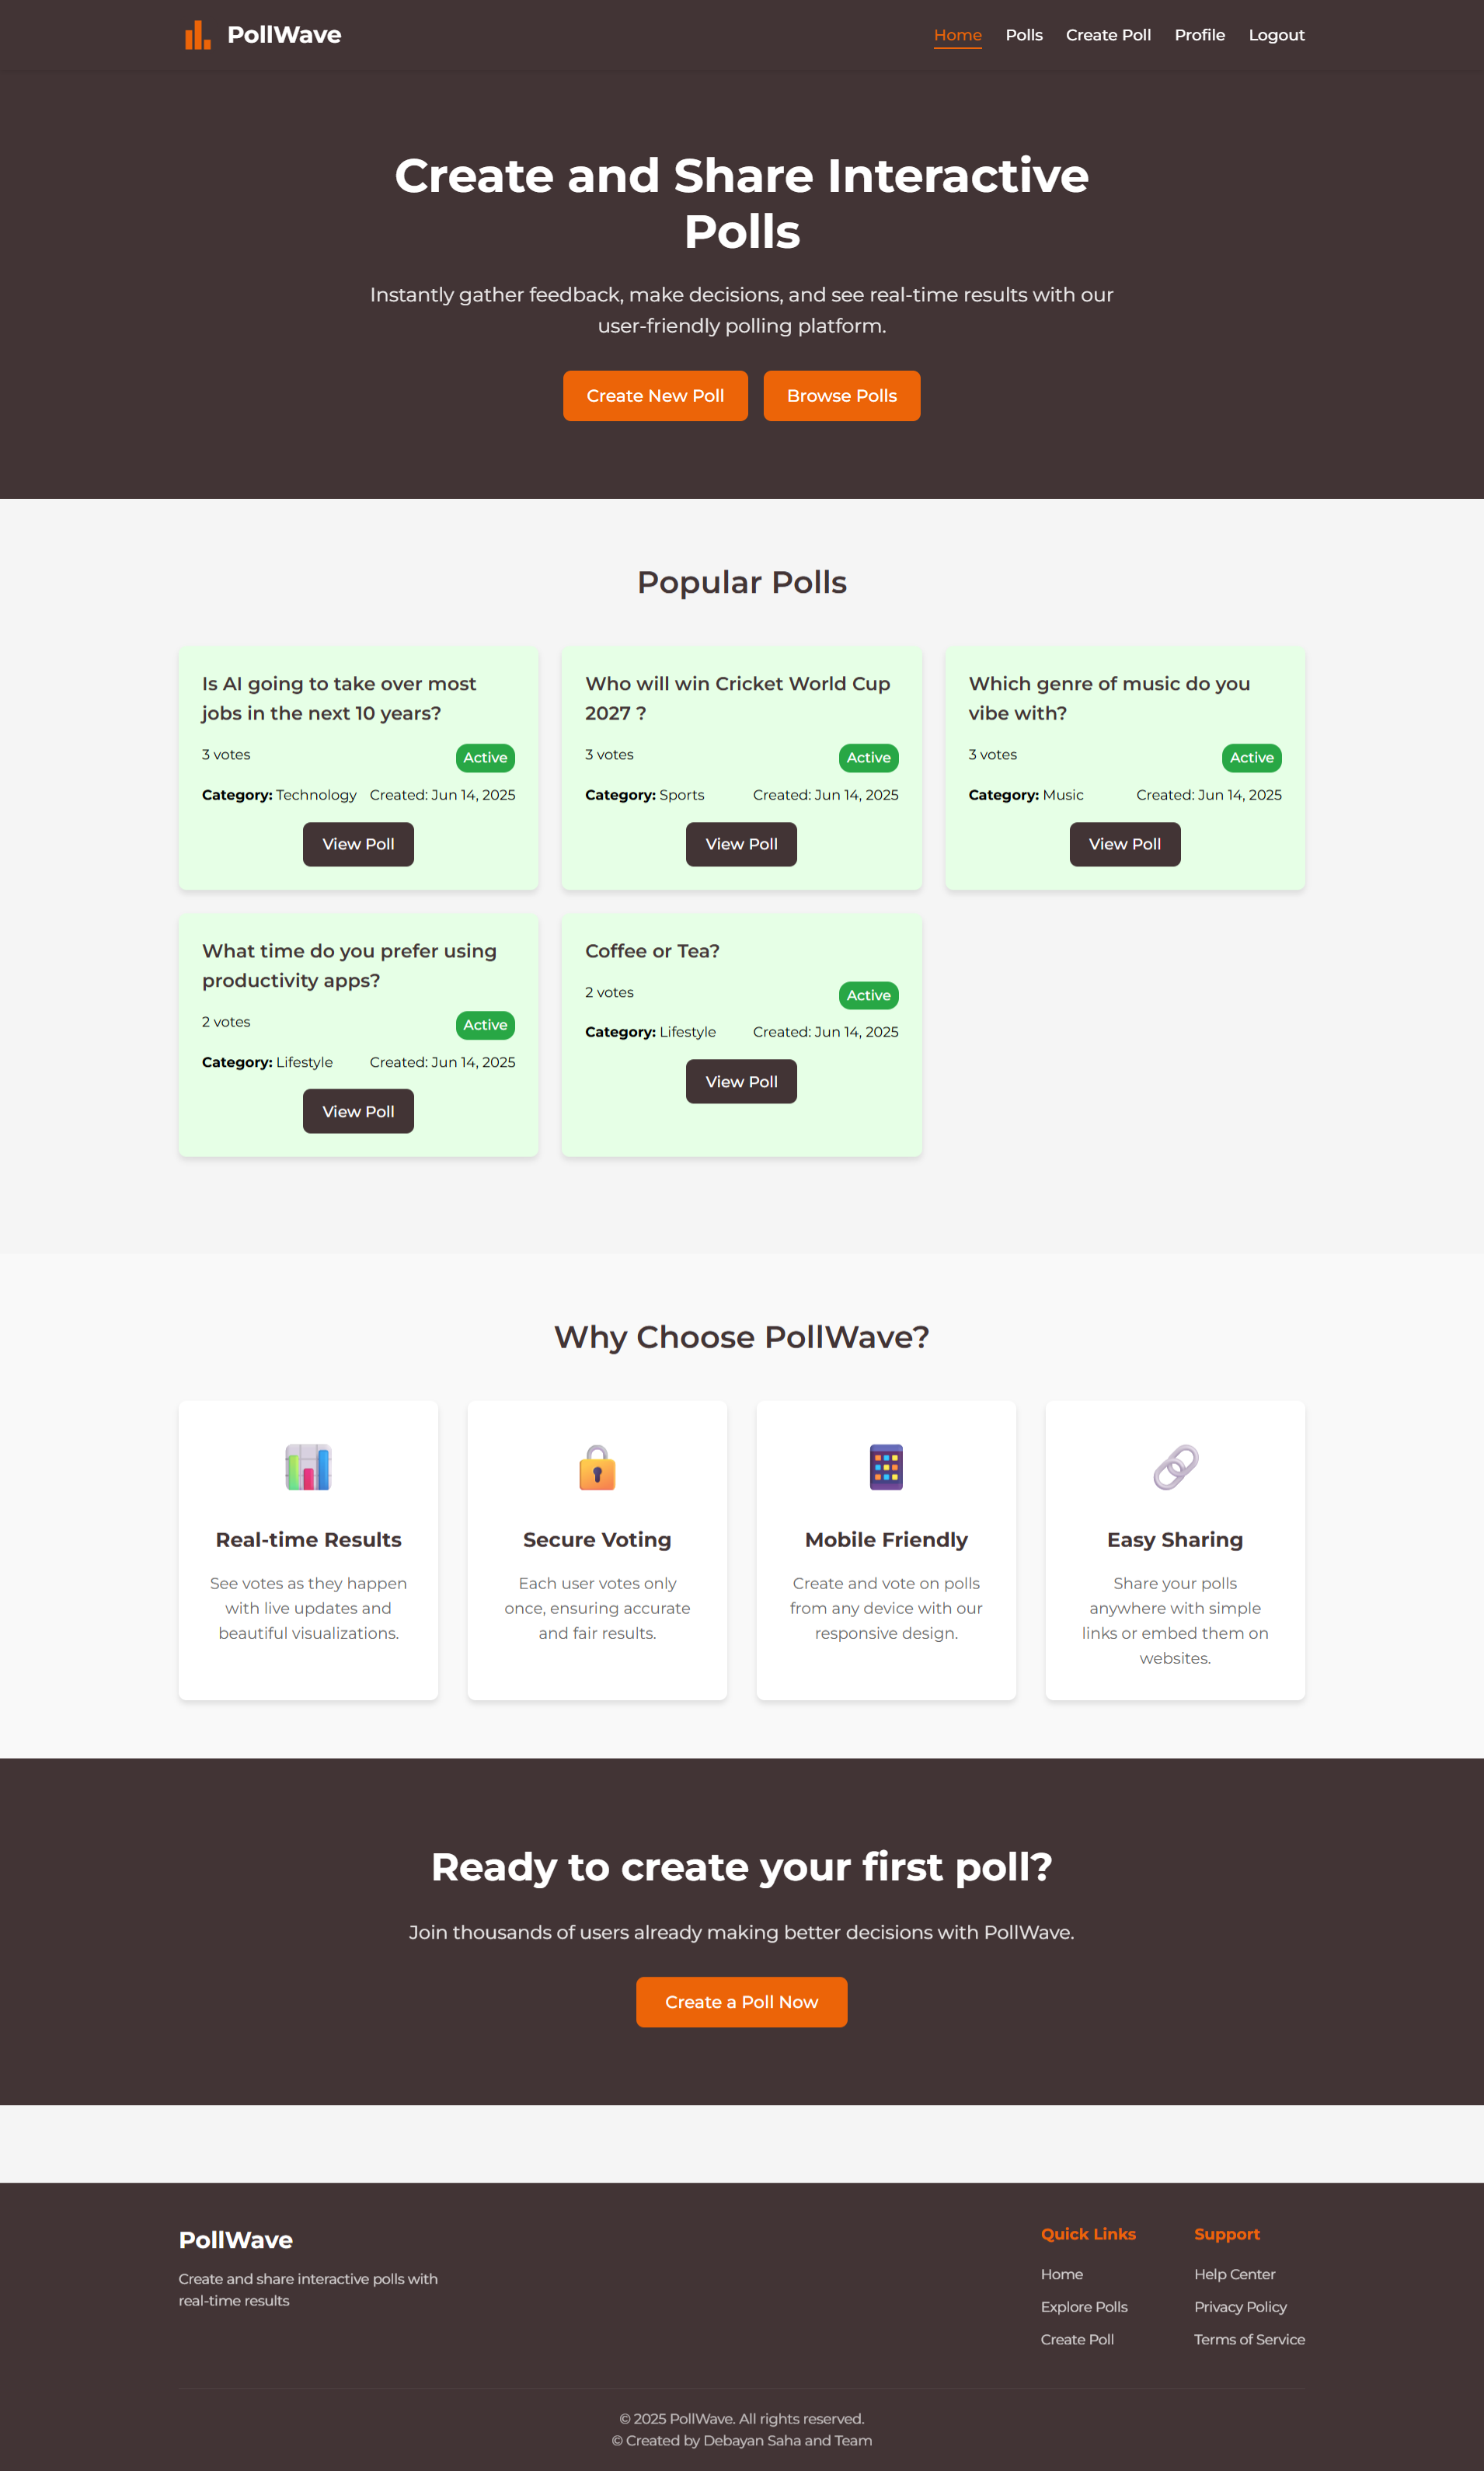 PollWave
Home
Polls
Create Poll
Profile
Logout
Create and Share Interactive
Polls
Instantly gather feedback, make decisions, and see real-time results with our
user-friendly polling platform.
Create New Poll
Browse Polls
Popular Polls
Is AI going to take over most
jobs in the next 10 years?
3 votes
Active
Category: Technology
Created: Jun 14, 2025
View Poll
Who will win Cricket World Cup
2027 ?
3 votes
Active
Category: Sports
Created: Jun 14, 2025
View Poll
Which genre of music do you
vibe with?
3 votes
Active
Category: Music
Created: Jun 14, 2025
View Poll
What time do you prefer using
productivity apps?
2 votes
Active
Category: Lifestyle
Created: Jun 14, 2025
View Poll
Coffee or Tea?
2 votes
Active
Category: Lifestyle
Created: Jun 14, 2025
View Poll
Why Choose PollWave?
Real-time Results
See votes as they happen
with live updates and
beautiful visualizations.
Secure Voting
Each user votes only
once, ensuring accurate
and fair results.
Mobile Friendly
Create and vote on polls
from any device with our
responsive design.
Easy Sharing
Share your polls
anywhere with simple
links or embed them on
websites.
Ready to create your first poll?
Join thousands of users already making better decisions with PollWave.
Create a Poll Now
PollWave
Create and share interactive polls with
real-time results
Quick Links
Home
Explore Polls
Create Poll
Support
Help Center
Privacy Policy
Terms of Service
© 2025 PollWave. All rights reserved.
© Created by Debayan Saha and Team